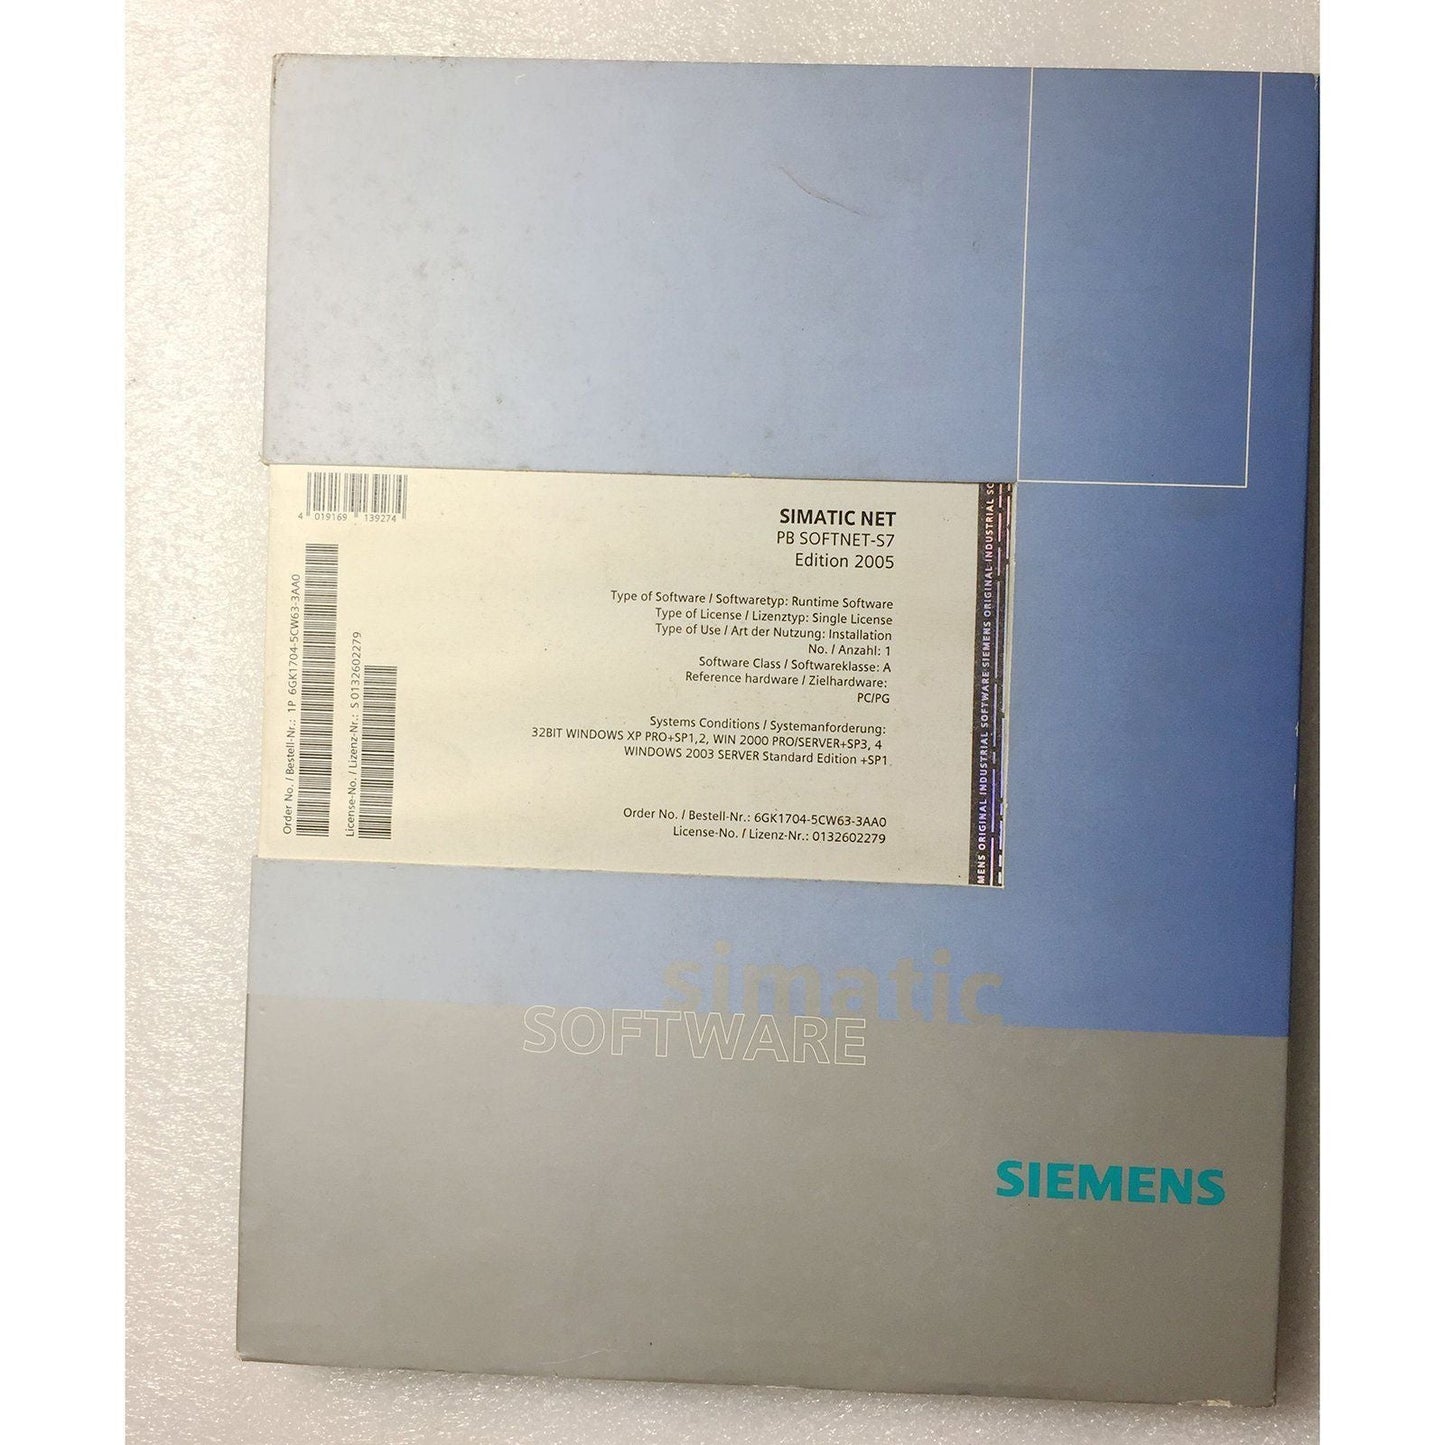 4 019169 139274
Order No. / Bestell-Nr.: 1P 6GK1704-5CW63-3AA0
License-No. / Lizenz-Nr.: S 0132602279
SIMATIC NET
PB SOFTNET-S7
Edition 2005
Type of Software / Softwaretyp: Runtime Software
Type of License / Lizenztyp: Single License
Type of Use / Art der Nutzung: Installation
No. / Anzahl: 1
Software Class / Softwareklasse: A
Reference hardware / Zielhardware:
PC/PG
Systems Conditions / Systemanforderung:
32BIT WINDOWS XP PRO+SP1,2, WIN 2000 PRO/SERVER+SP3, 4
WINDOWS 2003 SERVER Standard Edition +SP1
Order No. / Bestell-Nr.: 6GK1704-5CW63-3AA0
License-No. / Lizenz-Nr.: 0132602279
MENS ORIGINAL INDUSTRIAL SOFTWARE SIEMENS ORIGINAL INDUSTRIAL SO
simatic
SOFTWARE
SIEMENS